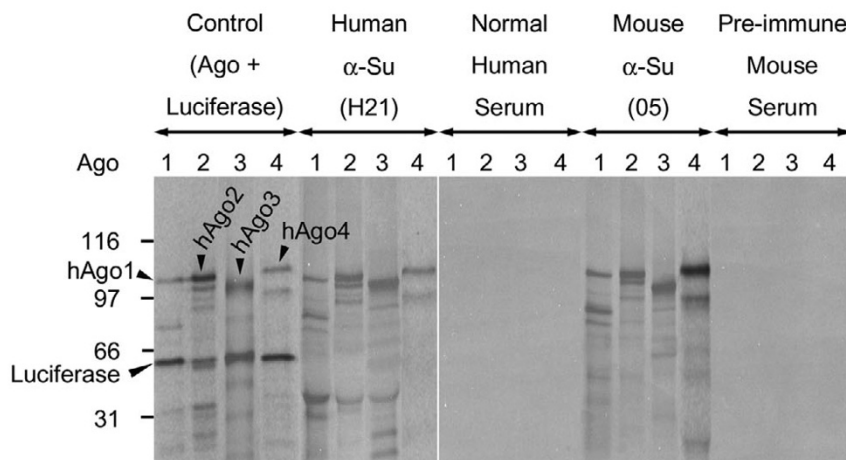 Control Human Normal Mouse Pre-immune
(Ago + α-Su Human α-Su Mouse
Luciferase) (H21) Serum (05) Serum
Ago 1 2 3 4 1 2 3 4 1 2 3 4 1 2 3 4 1 2 3 4
hAgo2
hAgo3
hAgo4
116
hAgo1
97
66
Luciferase
31